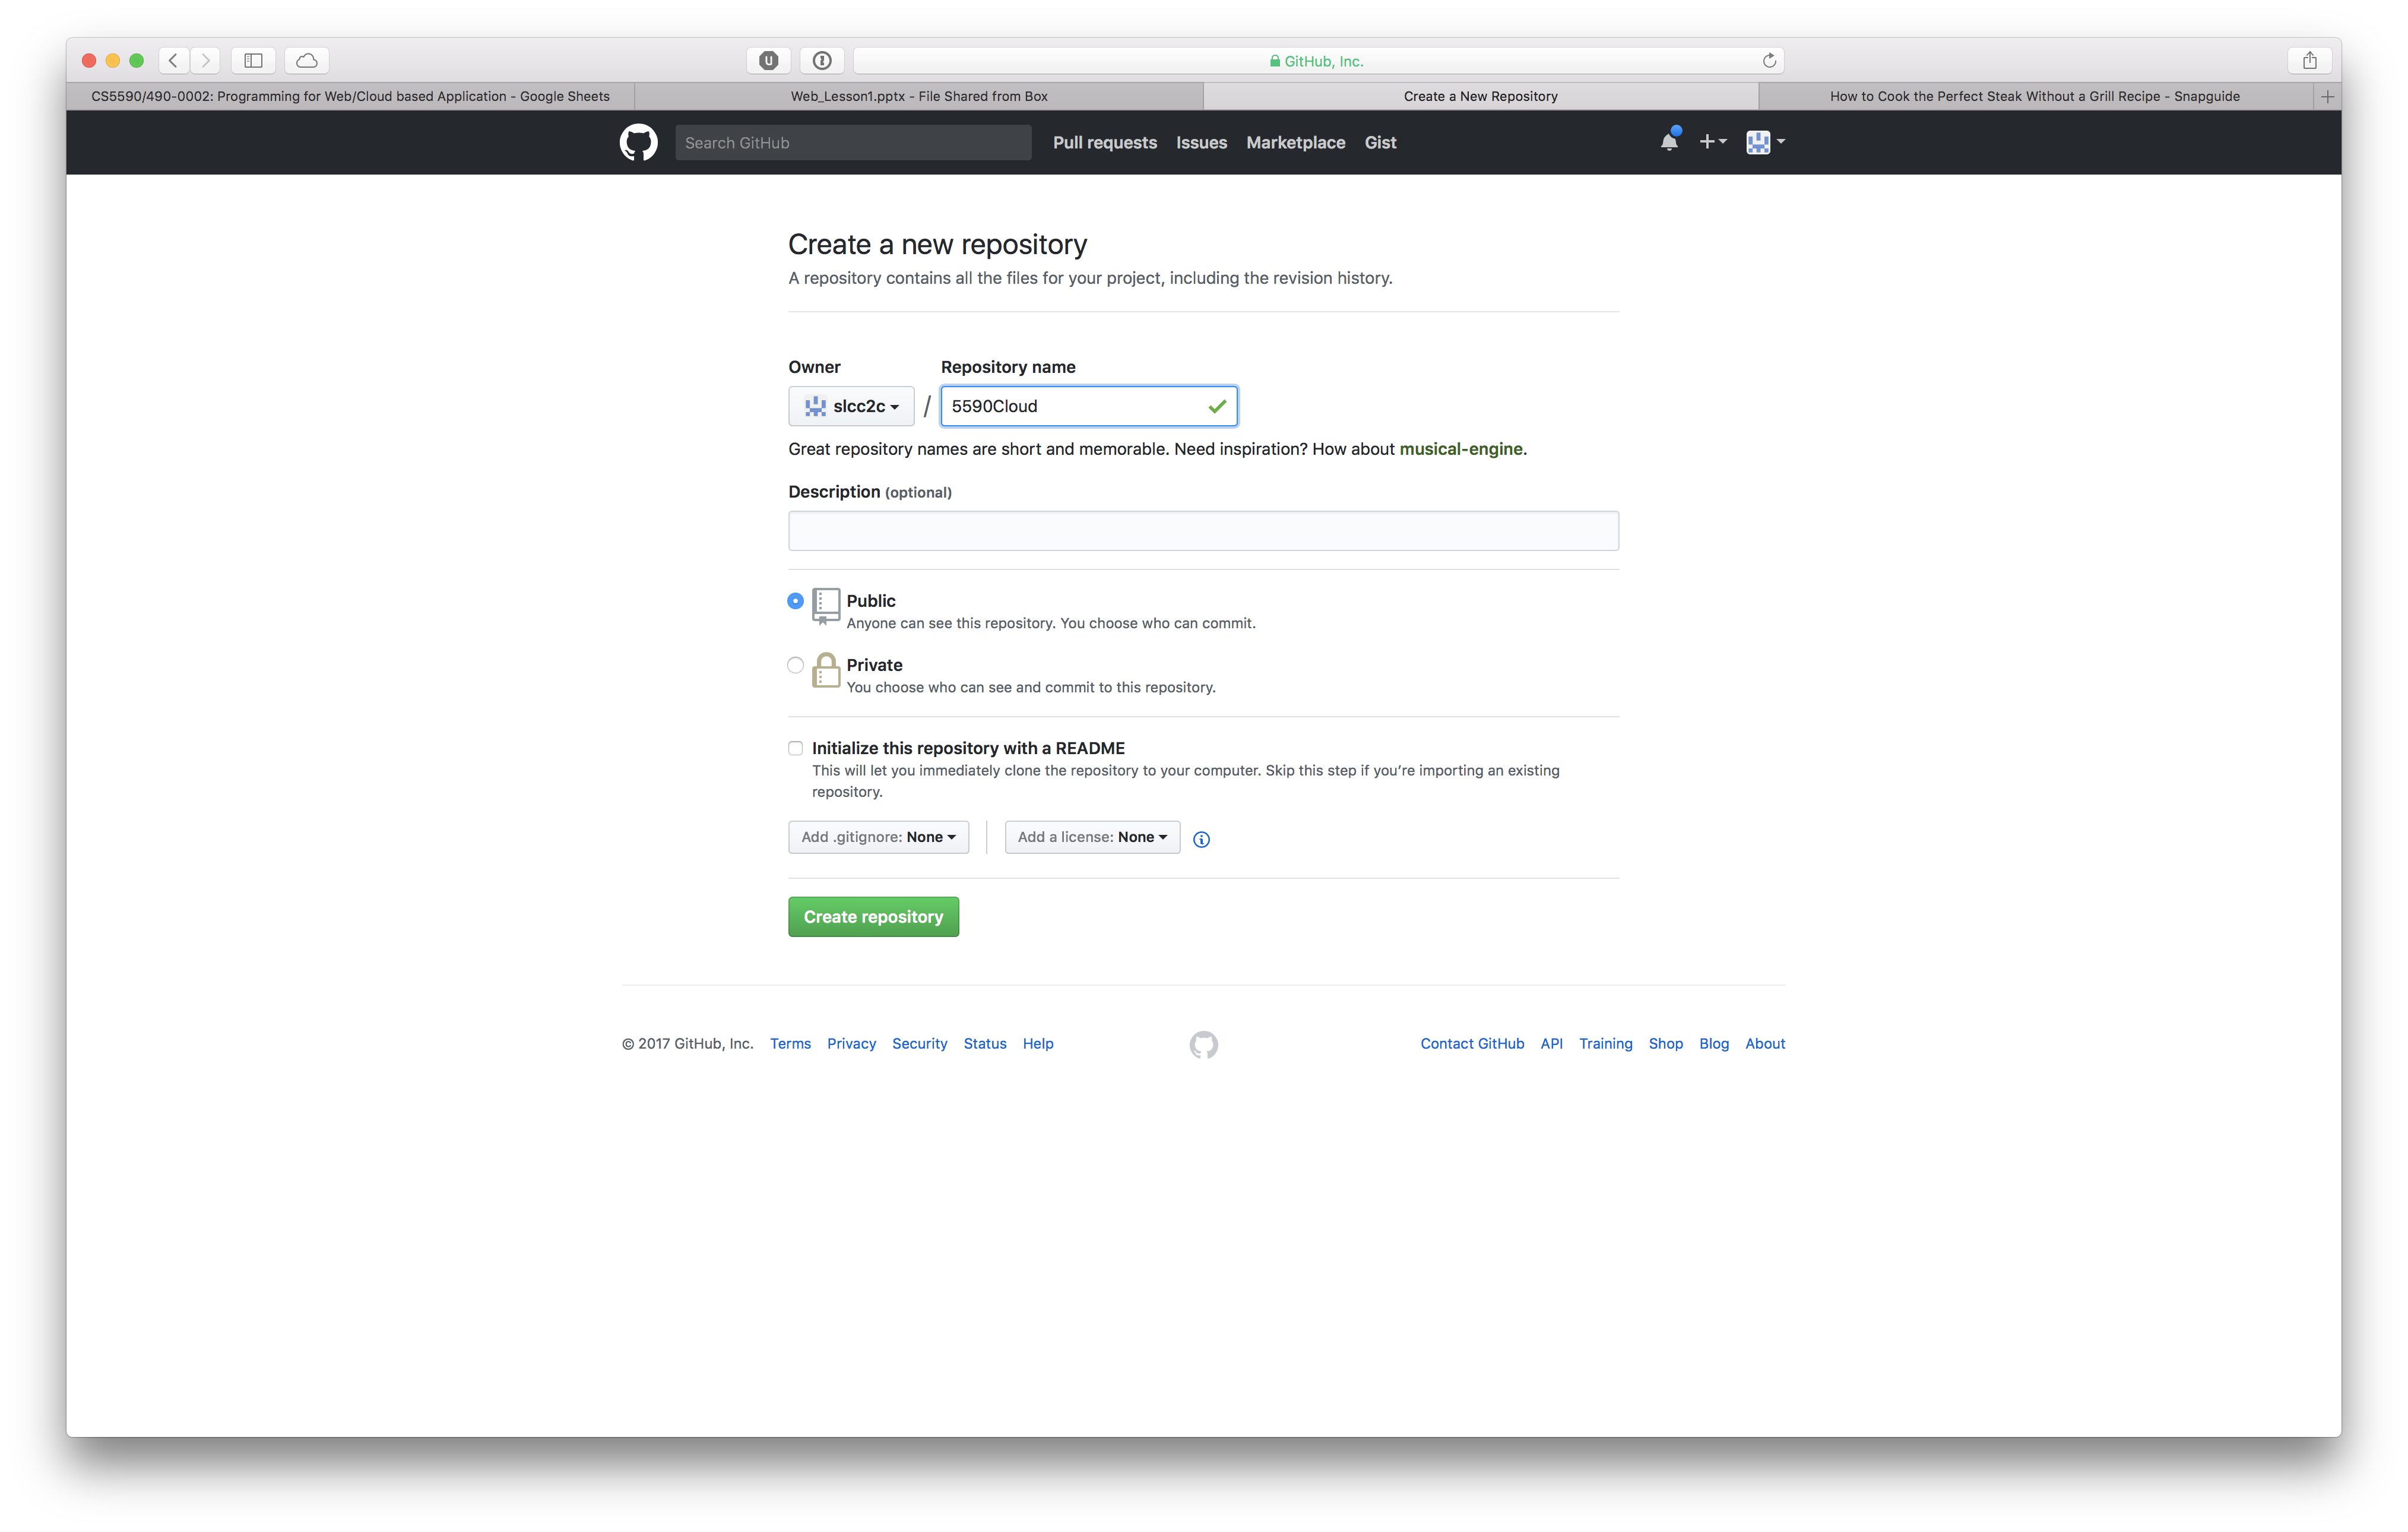 GitHub, Inc.
CS5590/490-0002: Programming for Web/Cloud based Application - Google Sheets
Web_Lesson1.pptx - File Shared from Box
Create a New Repository
How to Cook the Perfect Steak Without a Grill Recipe - Snapguide
Search GitHub
Pull requests Issues Marketplace Gist
Create a new repository
A repository contains all the files for your project, including the revision history.
Owner
Repository name
slcc2c / 5590Cloud
Great repository names are short and memorable. Need inspiration? How about musical-engine.
Description (optional)
Public
Anyone can see this repository. You choose who can commit.
Private
You choose who can see and commit to this repository.
Initialize this repository with a README
This will let you immediately clone the repository to your computer. Skip this step if you’re importing an existing
repository.
Add .gitignore: None
Add a license: None
Create repository
© 2017 GitHub, Inc. Terms Privacy Security Status Help
Contact GitHub API Training Shop Blog About